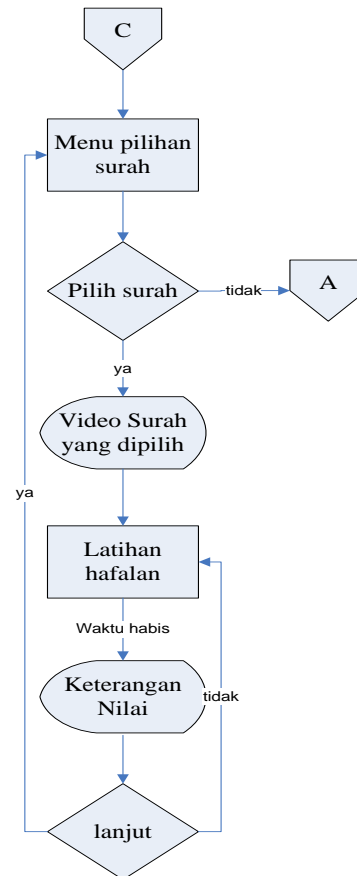 C
Menu pilihan
surah
Pilih surah
tidak
A
ya
Video Surah
yang dipilih
ya
Latihan
hafalan
Waktu habis
Keterangan
Nilai
tidak
lanjut